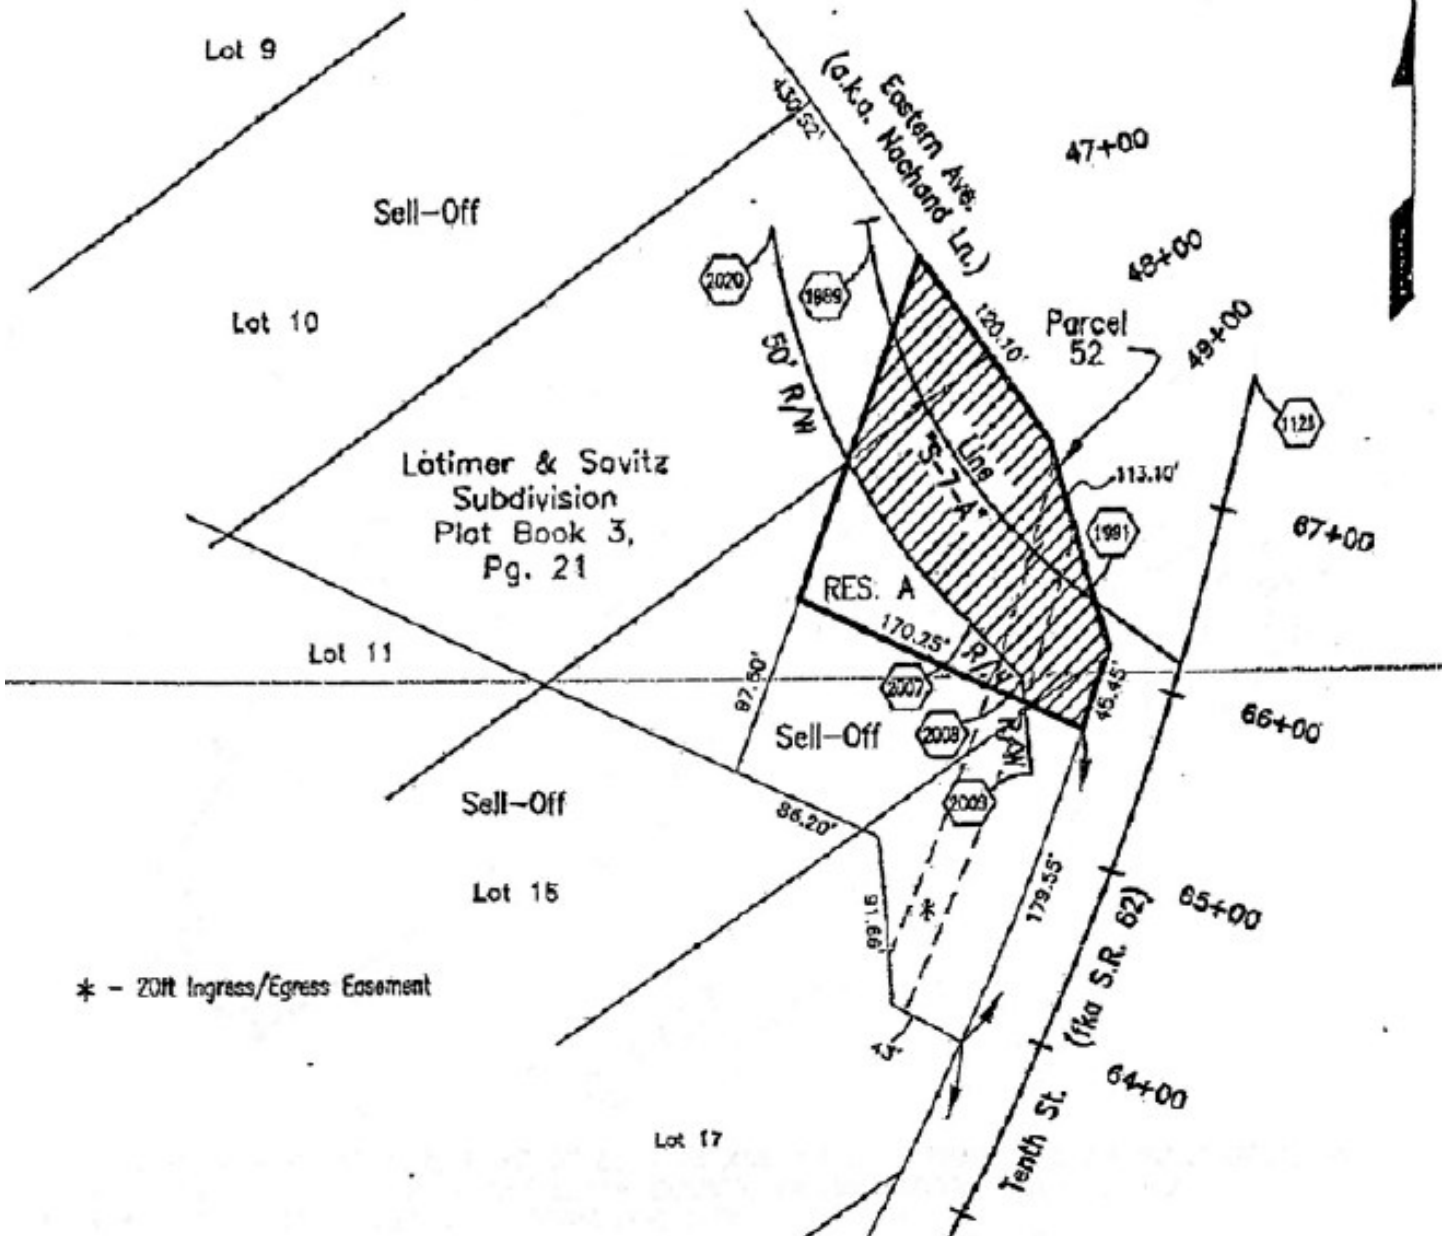 Lot 9
430.52'
Eastern Ave.
(a.k.a. Nachand Ln.)
47+00
Sell-Off
48+00
2020
1989
Lot 10
50' R/W
120.10'
Parcel
52
49+00
1123
Latimer & Savitz
Subdivision
Plat Book 3,
Pg. 21
Line
"S-7-A"
113.10'
1991
67+00
RES. A
170.25'
R/W
Lot 11
97.60'
2007
45.45'
66+00
Sell-Off
2008
R/W
Sell-Off
2009
86.20'
Lot 15
91.66'
*
179.55'
65+00
* - 20ft Ingress/Egress Easement
43'
Tenth St. (fka S.R. 62)
64+00
Lot 17